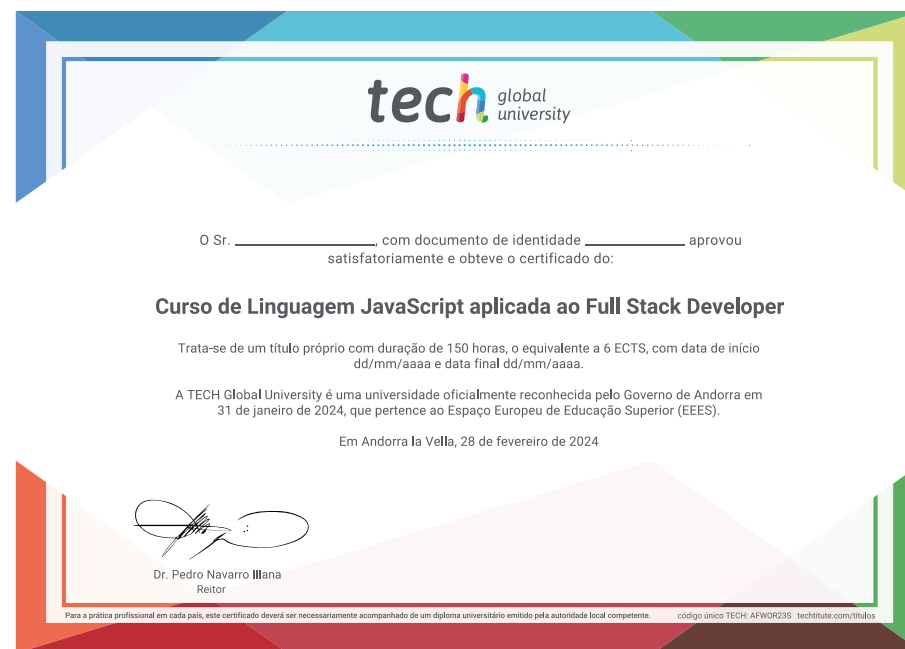 tech global university
O Sr. ____________, com documento de identidade ____________ aprovou
satisfatoriamente e obteve o certificado do:
Curso de Linguagem JavaScript aplicada ao Full Stack Developer
Trata-se de um título próprio com duração de 150 horas, o equivalente a 6 ECTS, com data de início
dd/mm/aaaa e data final dd/mm/aaaa.
A TECH Global University é uma universidade oficialmente reconhecida pelo Governo de Andorra em
31 de janeiro de 2024, que pertence ao Espaço Europeu de Educação Superior (EEES).
Em Andorra la Vella, 28 de fevereiro de 2024
Dr. Pedro Navarro Illana
Reitor
Para a prática profissional em cada país, este certificado deverá ser necessariamente acompanhado de um diploma universitário emitido pela autoridade local competente. código único TECH: AFWOR23S techtitute.com/titulos